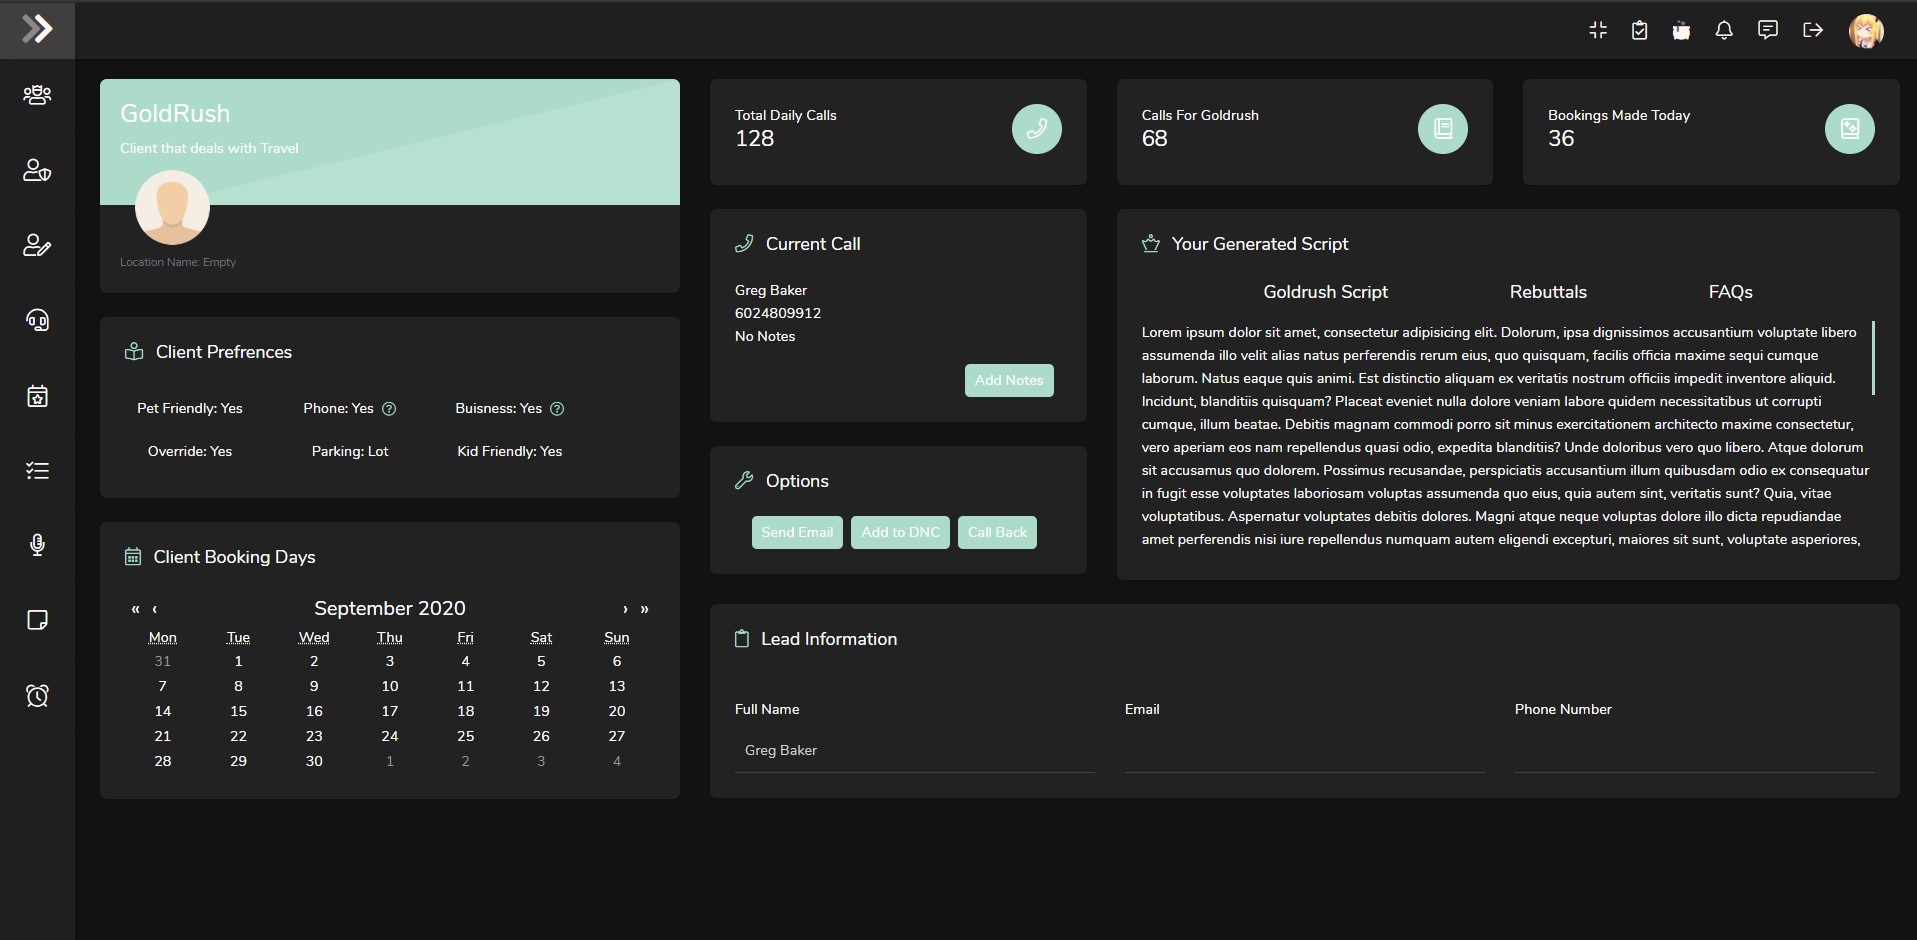 GoldRush
Client that deals with Travel
Location Name: Empty
Total Daily Calls
128
Calls For Goldrush
68
Bookings Made Today
36
Client Prefrences
Pet Friendly: Yes Phone: Yes Buisness: Yes
Override: Yes Parking: Lot Kid Friendly: Yes
Client Booking Days
« ‹ September 2020 › »
Mon Tue Wed Thu Fri Sat Sun
31 1 2 3 4 5 6
7 8 9 10 11 12 13
14 15 16 17 18 19 20
21 22 23 24 25 26 27
28 29 30 1 2 3 4
Current Call
Greg Baker
6024809912
No Notes
Add Notes
Options
Send Email Add to DNC Call Back
Your Generated Script
Goldrush Script Rebuttals FAQs
Lorem ipsum dolor sit amet, consectetur adipisicing elit. Dolorum, ipsa dignissimos accusantium voluptate libero
assumenda illo velit alias natus perferendis rerum eius, quo quisquam, facilis officia maxime sequi cumque
laborum. Natus eaque quis animi. Est distinctio aliquam ex veritatis nostrum officiis impedit inventore aliquid.
Incidunt, blanditiis quisquam? Placeat eveniet nulla dolore veniam labore quidem necessitatibus ut corrupti
cumque, illum beatae. Debitis magnam commodi porro sit minus exercitationem architecto maxime consectetur,
vero aperiam eos nam repellendus quasi odio, expedita blanditiis? Unde doloribus vero quo libero. Atque dolorum
sit accusamus quo dolorem. Possimus recusandae, perspiciatis accusantium illum quibusdam odio ex consequatur
in fugit esse voluptates laboriosam voluptas assumenda quo eius, quia autem sint, veritatis sunt? Quia, vitae
voluptatibus. Aspernatur voluptates debitis dolores. Magni atque neque voluptas dolore illo dicta repudiandae
amet perferendis nisi iure repellendus numquam autem eligendi excepturi, maiores sit sunt, voluptate asperiores,
Lead Information
Full Name Email Phone Number
Greg Baker